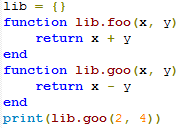 lib = {}
function lib.foo(x, y)
    return x + y
end
function lib.goo(x, y)
    return x - y
end
print(lib.goo(2, 4))